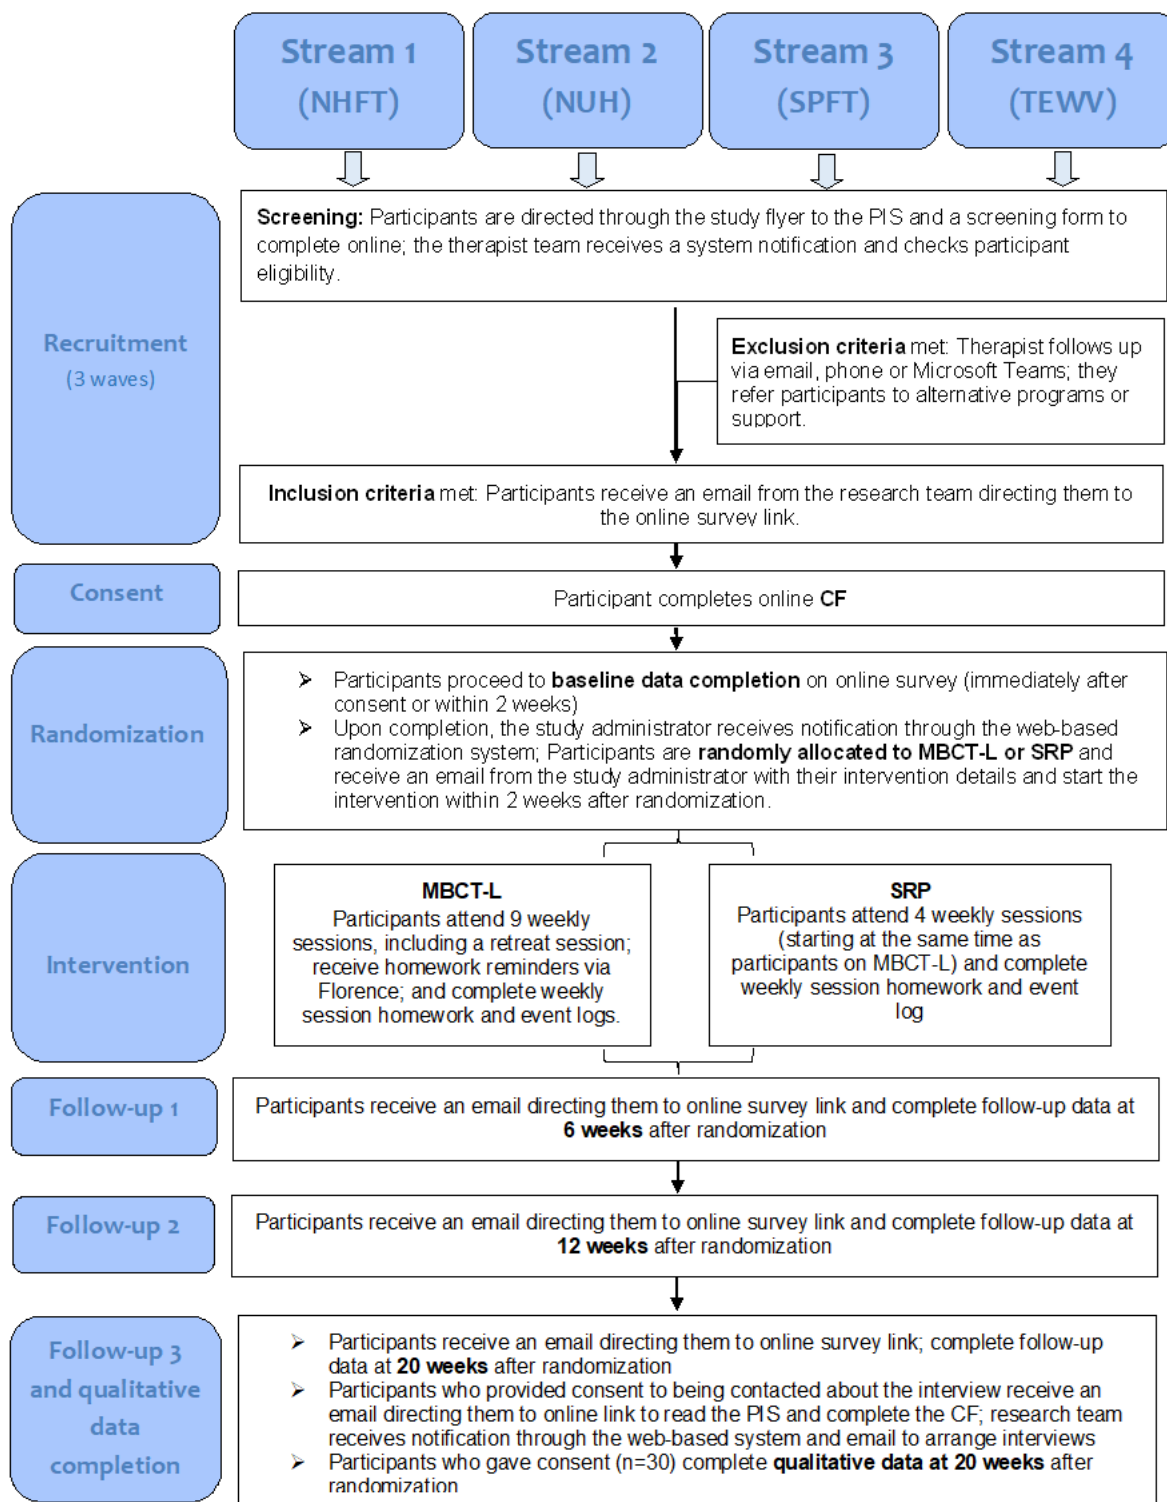 Stream 1
(NHFT)
Stream 2
(NUH)
Stream 3
(SPFT)
Stream 4
(TEWV)
Recruitment
(3 waves)
Screening: Participants are directed through the study flyer to the PIS and a screening form to
complete online; the therapist team receives a system notification and checks participant
eligibility.
Exclusion criteria met: Therapist follows up
via email, phone or Microsoft Teams; they
refer participants to alternative programs or
support.
Inclusion criteria met: Participants receive an email from the research team directing them to
the online survey link.
Consent
Participant completes online CF
Randomization
➢ Participants proceed to baseline data completion on online survey (immediately after
consent or within 2 weeks)
➢ Upon completion, the study administrator receives notification through the web-based
randomization system; Participants are randomly allocated to MBCT-L or SRP and
receive an email from the study administrator with their intervention details and start the
intervention within 2 weeks after randomization.
Intervention
MBCT-L
Participants attend 9 weekly
sessions, including a retreat session;
receive homework reminders via
Florence; and complete weekly
session homework and event logs.
SRP
Participants attend 4 weekly sessions
(starting at the same time as
participants on MBCT-L) and complete
weekly session homework and event
log
Follow-up 1
Participants receive an email directing them to online survey link and complete follow-up data at
6 weeks after randomization
Follow-up 2
Participants receive an email directing them to online survey link and complete follow-up data at
12 weeks after randomization
Follow-up 3
and qualitative
data
completion
➢ Participants receive an email directing them to online survey link; complete follow-up
data at 20 weeks after randomization
➢ Participants who provided consent to being contacted about the interview receive an
email directing them to online link to read the PIS and complete the CF; research team
receives notification through the web-based system and email to arrange interviews
➢ Participants who gave consent (n=30) complete qualitative data at 20 weeks after
randomization